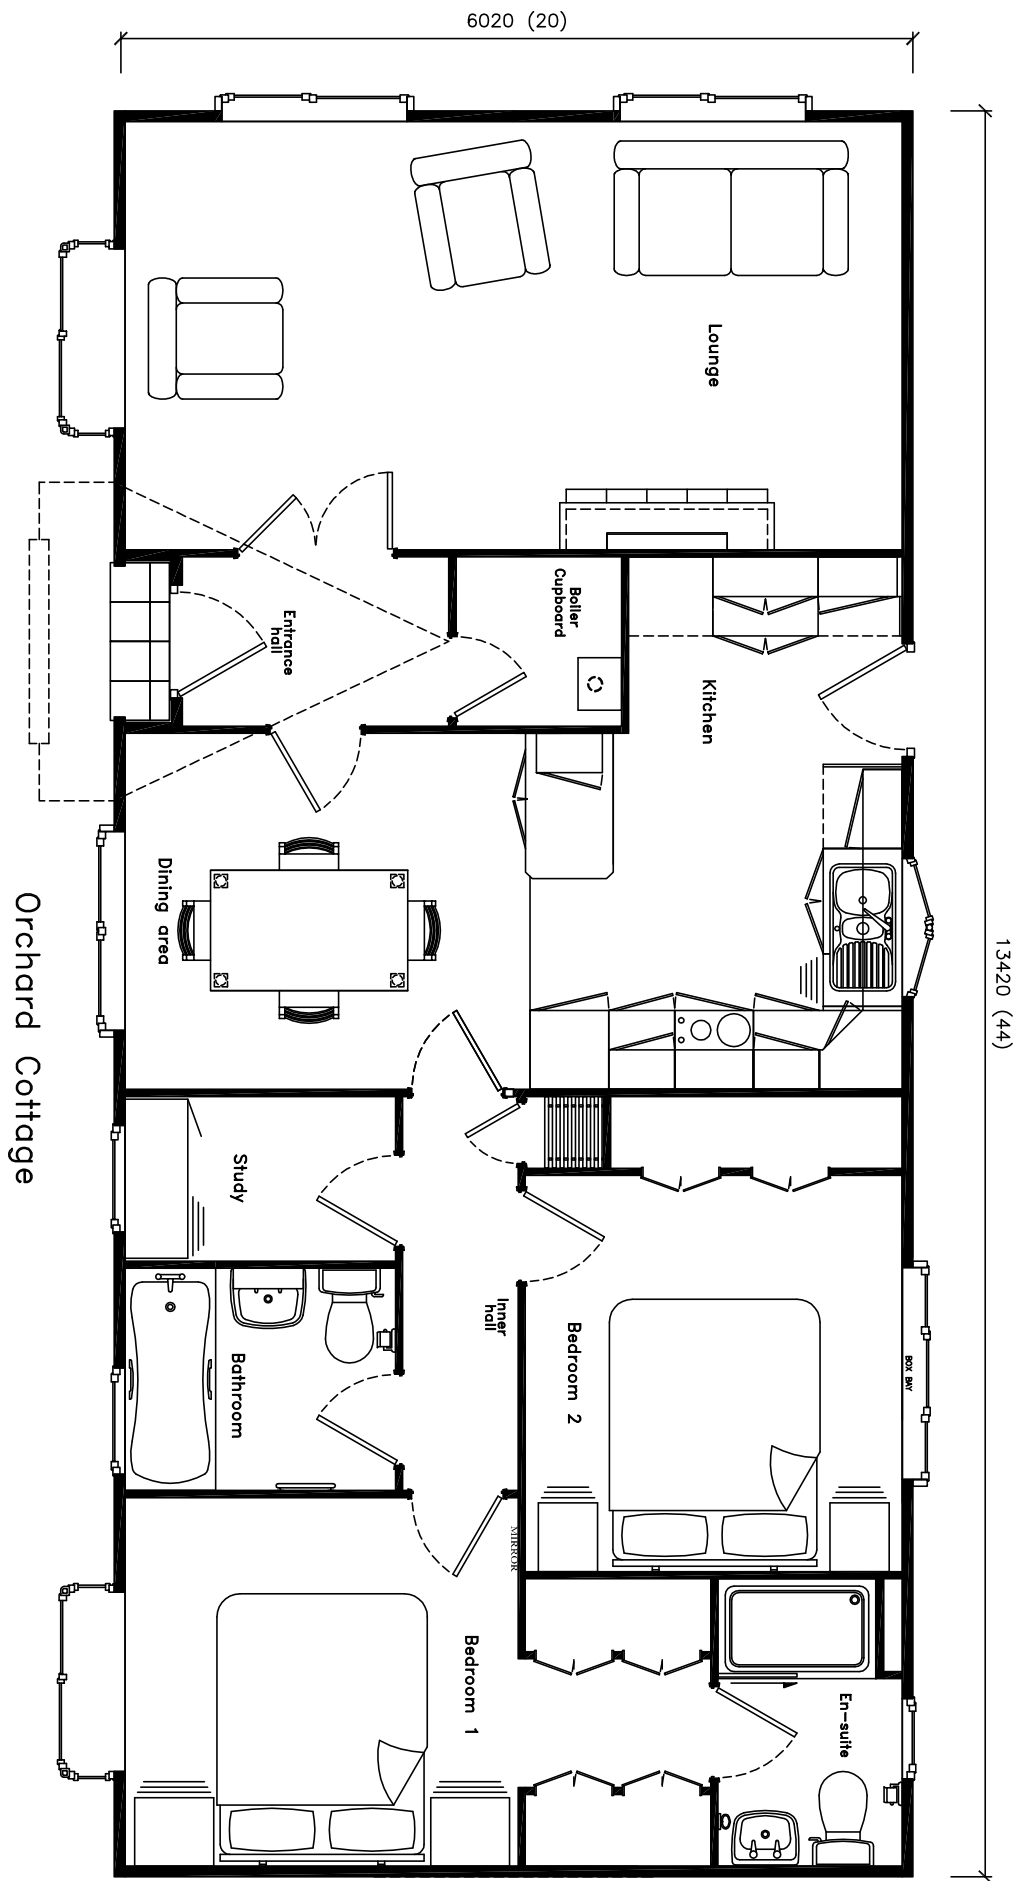 6020 (20)
13420 (44)
Lounge
Boiler
Cupboard
Entrance
hall
Kitchen
Dining area
Orchard Cottage
Study
Inner
hall
Bedroom 2
BOX BAY
Bathroom
MIRROR
Bedroom 1
En-suite